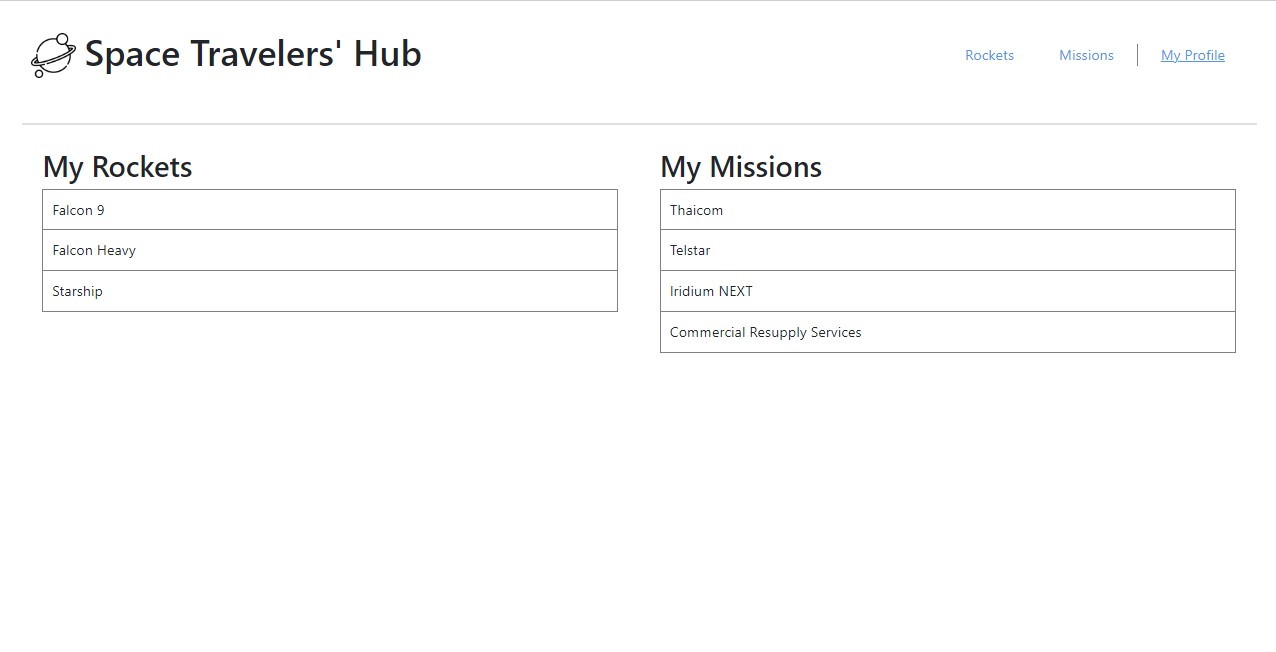 Space Travelers' Hub
Rockets
Missions
My Profile
My Rockets
Falcon 9
Falcon Heavy
Starship
My Missions
Thaicom
Telstar
Iridium NEXT
Commercial Resupply Services